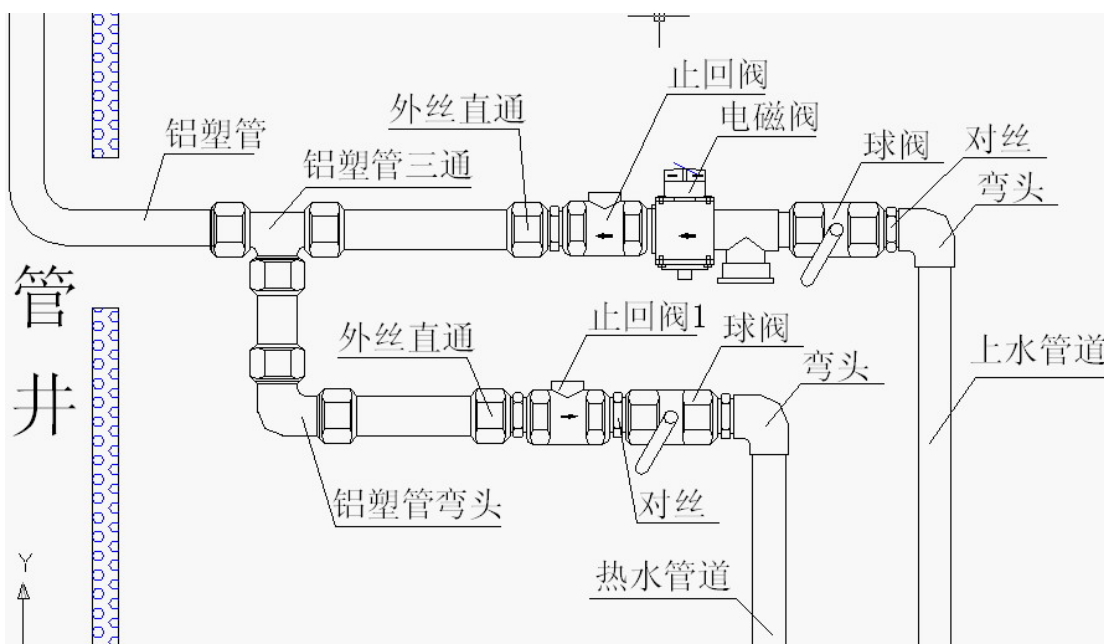 止回阀
外丝直通
电磁阀
铝塑管
球阀
对丝
铝塑管三通
弯头
管
井
外丝直通
止回阀1
球阀
弯头
上水管道
铝塑管弯头
对丝
热水管道
Y